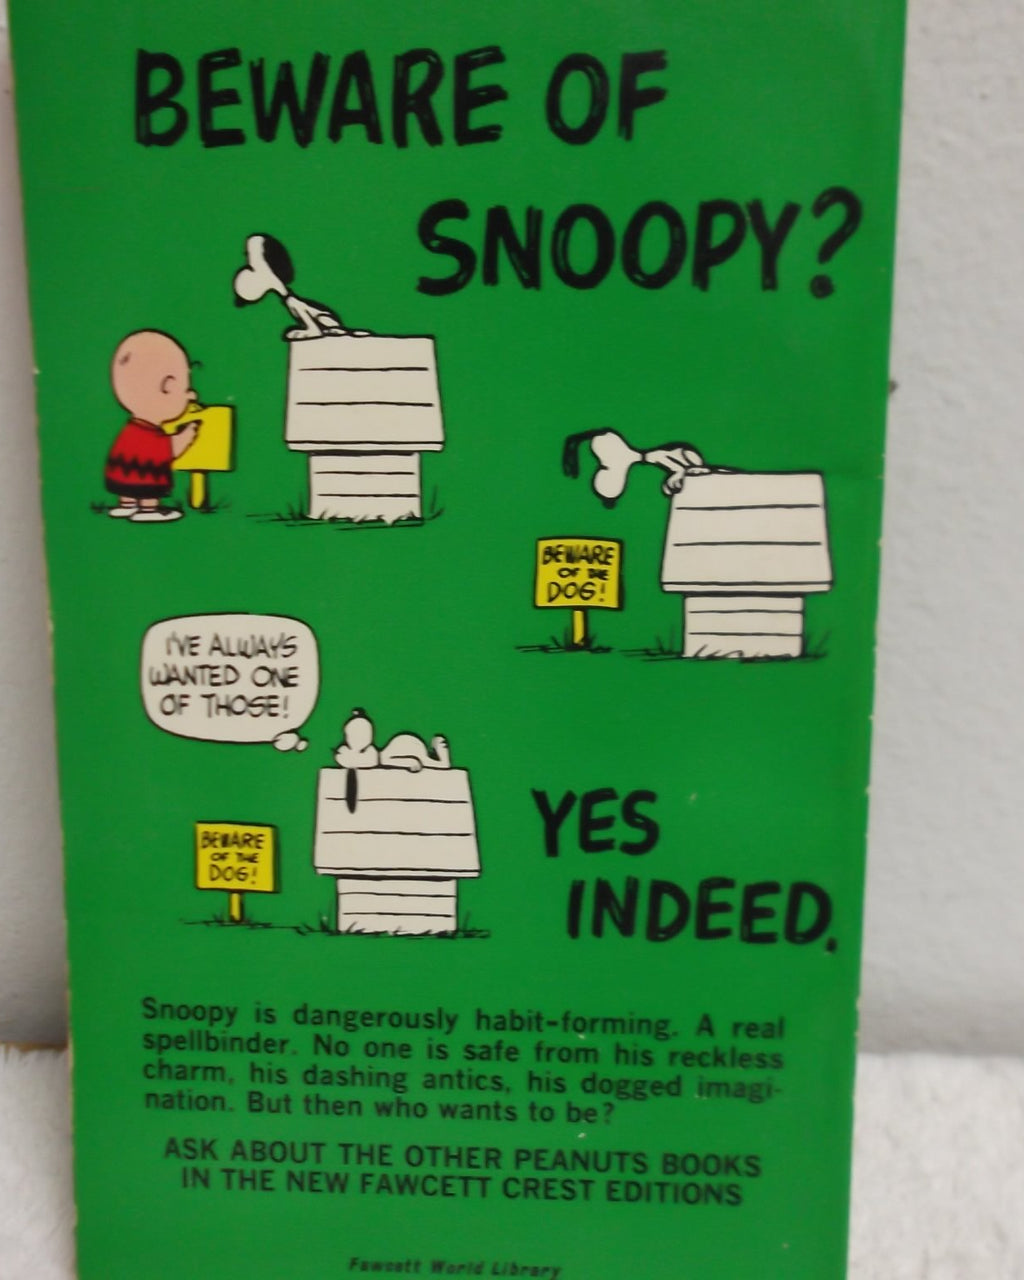 BEWARE OF
SNOOPY?
BEWARE
OF THE
DOG!
I'VE ALWAYS
WANTED ONE
OF THOSE!
BEWARE
OF THE
DOG!
YES
INDEED.
Snoopy is dangerously habit-forming. A real
spellbinder. No one is safe from his reckless
charm, his dashing antics, his dogged imagi-
nation. But then who wants to be?
ASK ABOUT THE OTHER PEANUTS BOOKS
IN THE NEW FAWCETT CREST EDITIONS
Fawcett World Library